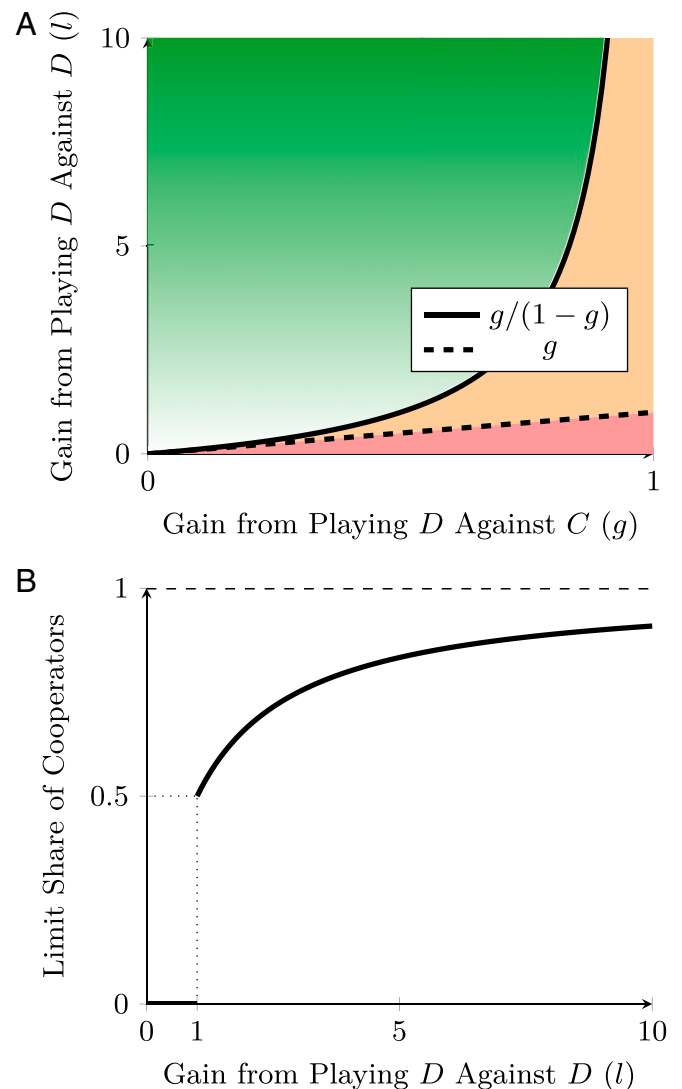 A
Gain from Playing D Against D (l)
10
5
0
g/(1 − g)
g
0 1
Gain from Playing D Against C (g)
B
Limit Share of Cooperators
1
0.5
0
0 1 5 10
Gain from Playing D Against D (l)